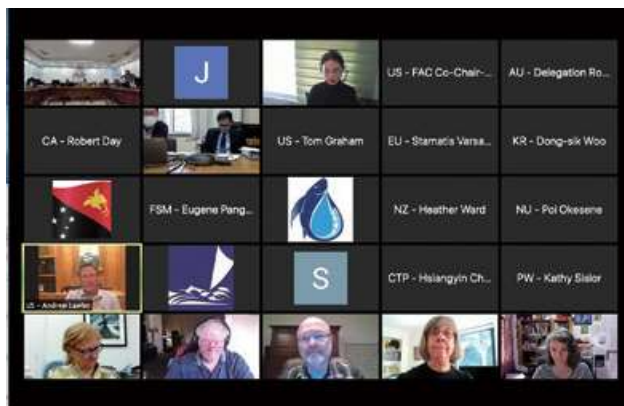 J
US - FAC Co-Chair-...
AU - Delegation Ro...
CA - Robert Day
US - Tom Graham
EU - Stamatis Varsa...
KR - Dong-sik Woo
FSM - Eugene Pang...
NZ - Heather Ward
NU - Poi Okesene
US - Andrew Lawler
S
CTP - Hsiangyin Ch...
PW - Kathy Sisior